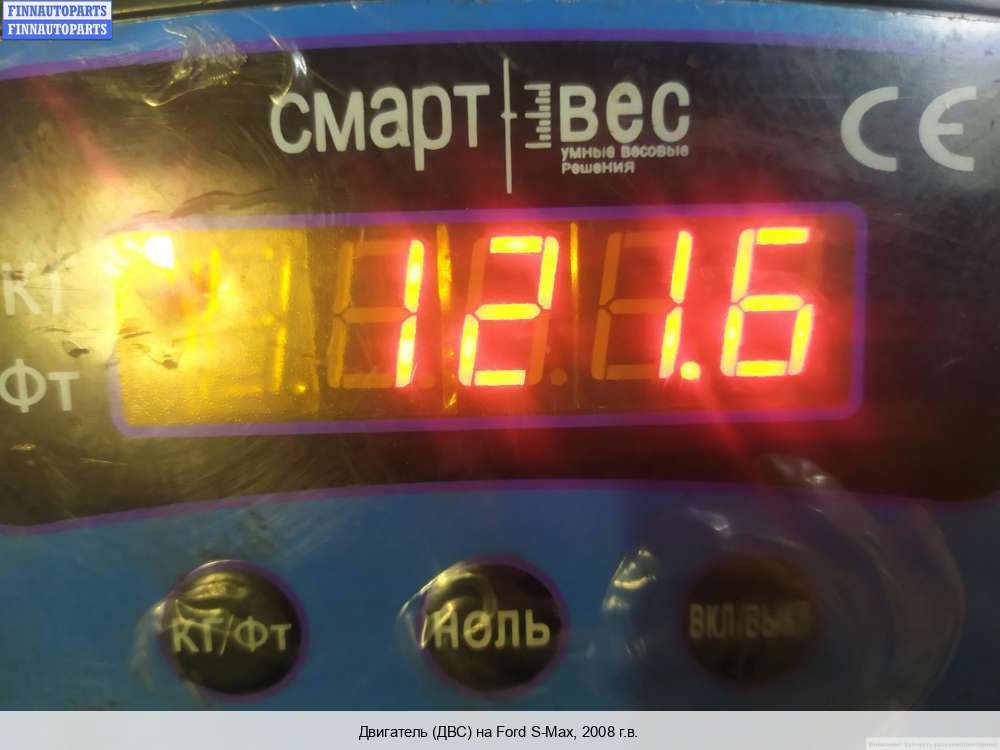 FINNAUTOPARTS
FINNAUTOPARTS
смарт вес
умные весовые
решения
CE
кг
фт
121.6
кг/фт
ноль
вкл/выкл
Двигатель (ДВС) на Ford S-Max, 2008 г.в.